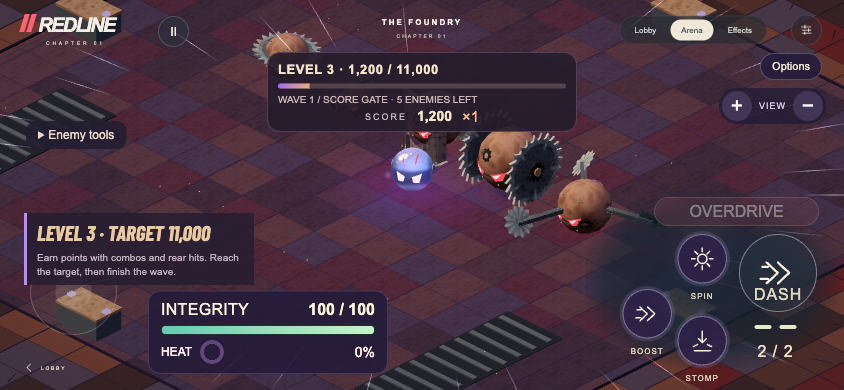 REDLINE
CHAPTER 01
THE FOUNDRY
CHAPTER 01
Lobby Arena Effects
Options
LEVEL 3 · 1,200 / 11,000
WAVE 1 / SCORE GATE · 5 ENEMIES LEFT
SCORE 1,200 ×1
+ VIEW −
Enemy tools
LEVEL 3 · TARGET 11,000
Earn points with combos and rear hits. Reach
the target, then finish the wave.
OVERDRIVE
SPIN
DASH
BOOST
2 / 2
STOMP
INTEGRITY 100 / 100
HEAT 0%
LOBBY